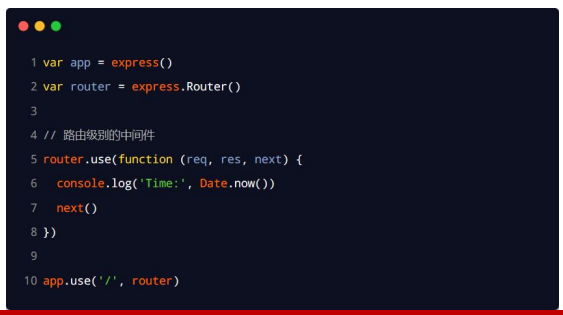 1 var app = express()
2 var router = express.Router()
3
4 // 路由级别的中间件
5 router.use(function (req, res, next) {
6   console.log('Time:', Date.now())
7   next()
8 })
9
10 app.use('/', router)